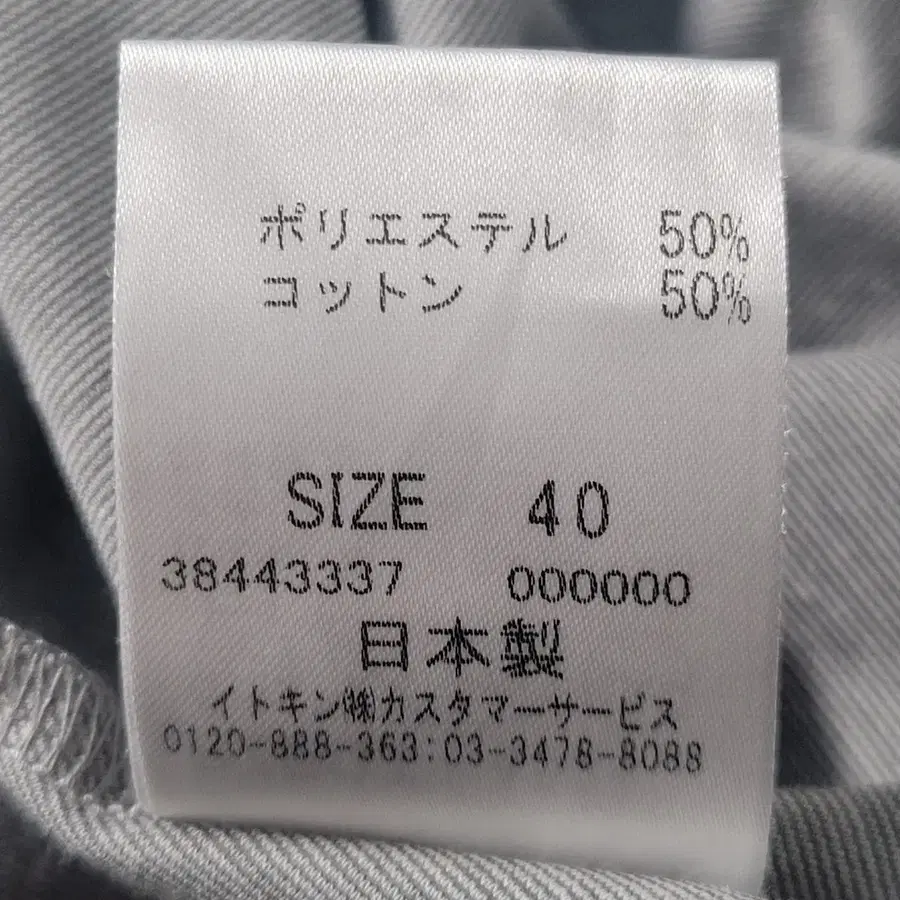 ポリエステル 50%
コットン 50%
SIZE 40
38443337 000000
日本製
イトキン㈱カスタマーサービス
0120-888-363:03-3478-8088